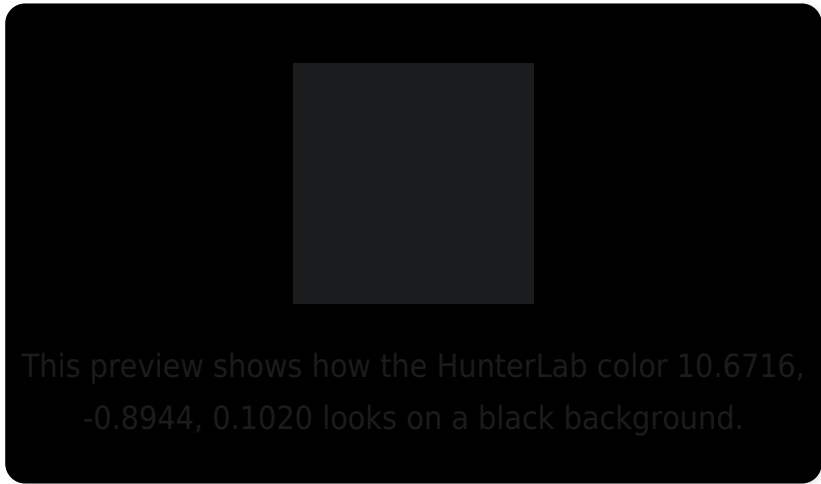 This preview shows how the HunterLab color 10.6716,
-0.8944, 0.1020 looks on a black background.